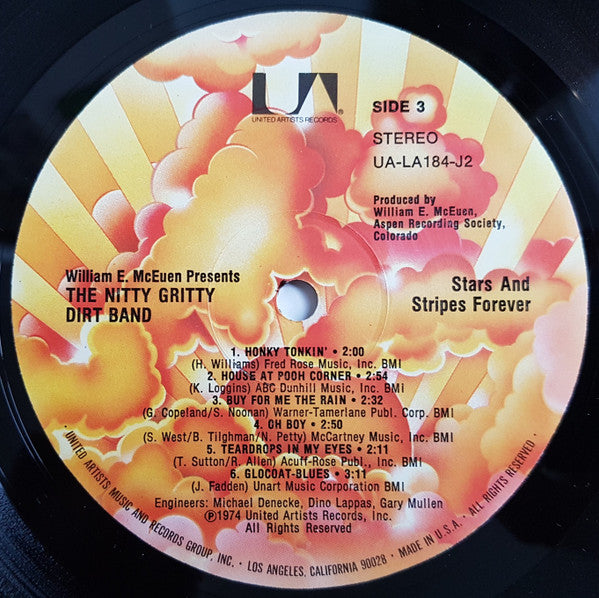 UA
UNITED ARTISTS RECORDS ®
SIDE 3
STEREO
UA-LA184-J2
Produced by
William E. McEuen,
Aspen Recording Society,
Colorado
William E. McEuen Presents
THE NITTY GRITTY
DIRT BAND
Stars And
Stripes Forever
1. HONKY TONKIN' • 2:00
(H. Williams) Fred Rose Music, Inc. BMI
2. HOUSE AT POOH CORNER • 2:54
(K. Loggins) ABC Dunhill Music, Inc. BMI
3. BUY FOR ME THE RAIN • 2:32
(G. Copeland/S. Noonan) Warner-Tamerlane Publ. Corp. BMI
4. OH BOY • 2:50
(S. West/B. Tilghman/N. Petty) McCartney Music, Inc. BMI
5. TEARDROPS IN MY EYES • 2:11
(T. Sutton/R. Allen) Acuff-Rose Publ., Inc. BMI
6. GLOCOAT-BLUES • 3:11
(J. Fadden) Unart Music Corporation BMI
Engineers: Michael Denecke, Dino Lappas, Gary Mullen
℗1974 United Artists Records, Inc.
All Rights Reserved
• UNITED ARTISTS MUSIC AND RECORDS GROUP, INC. • LOS ANGELES, CALIFORNIA 90028 • MADE IN U.S.A. • ALL RIGHTS RESERVED •